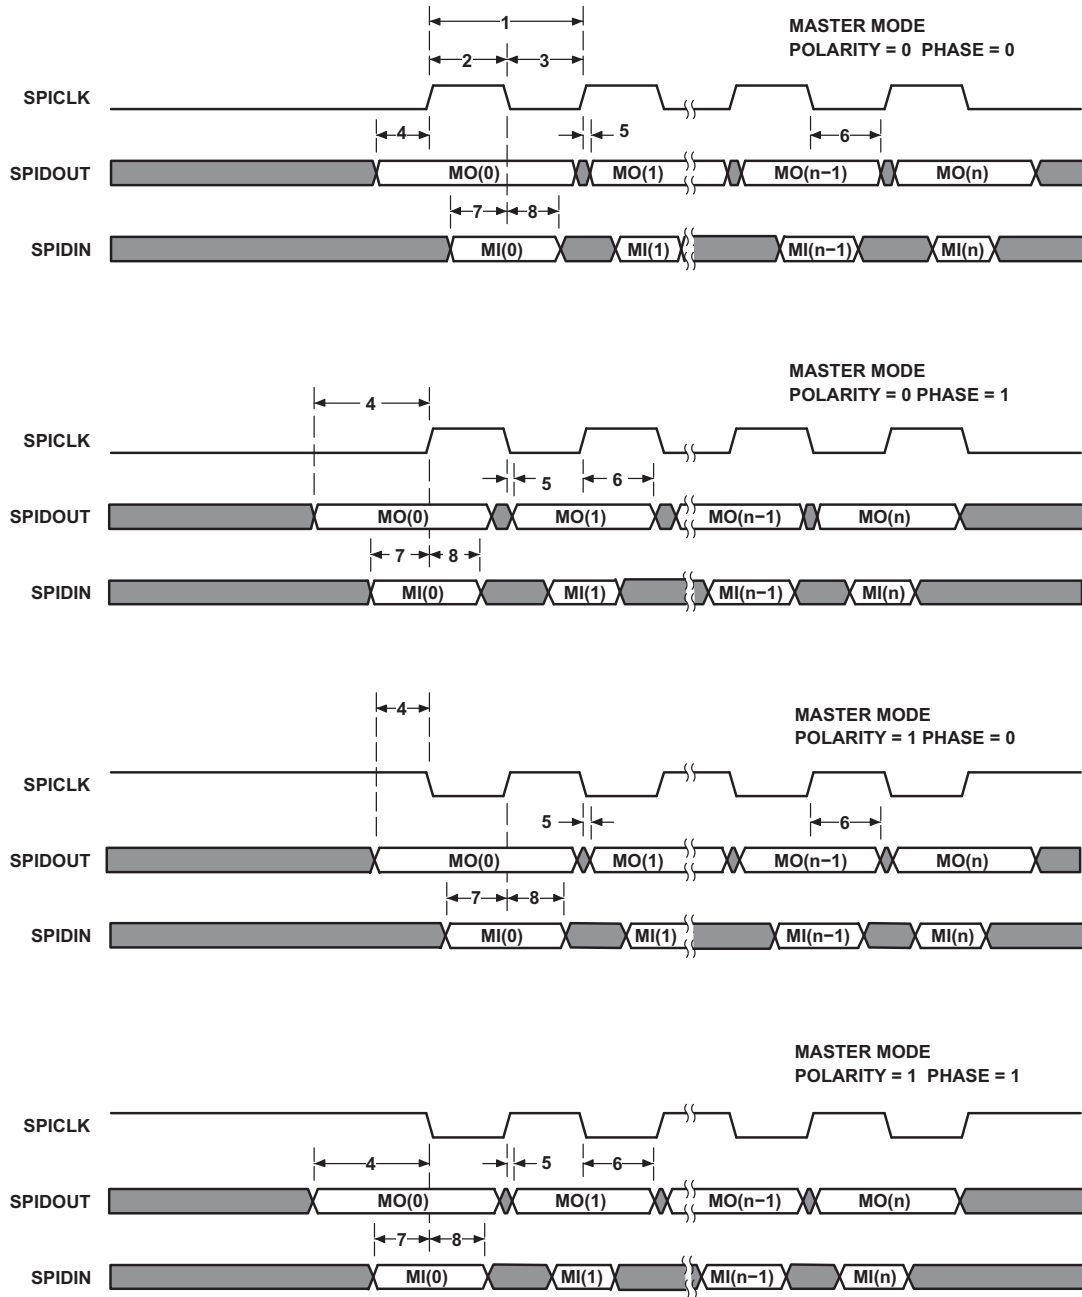 1
MASTER MODE
POLARITY = 0 PHASE = 0
2 3
SPICLK
4 5 6
SPIDOUT MO(0) MO(1) MO(n−1) MO(n)
7 8
SPIDIN MI(0) MI(1) MI(n−1) MI(n)
MASTER MODE
POLARITY = 0 PHASE = 1
4
SPICLK
5 6
SPIDOUT MO(0) MO(1) MO(n−1) MO(n)
7 8
SPIDIN MI(0) MI(1) MI(n−1) MI(n)
4
MASTER MODE
POLARITY = 1 PHASE = 0
SPICLK
5 6
SPIDOUT MO(0) MO(1) MO(n−1) MO(n)
7 8
SPIDIN MI(0) MI(1) MI(n−1) MI(n)
MASTER MODE
POLARITY = 1 PHASE = 1
SPICLK
4 5 6
SPIDOUT MO(0) MO(1) MO(n−1) MO(n)
7 8
SPIDIN MI(0) MI(1) MI(n−1) MI(n)